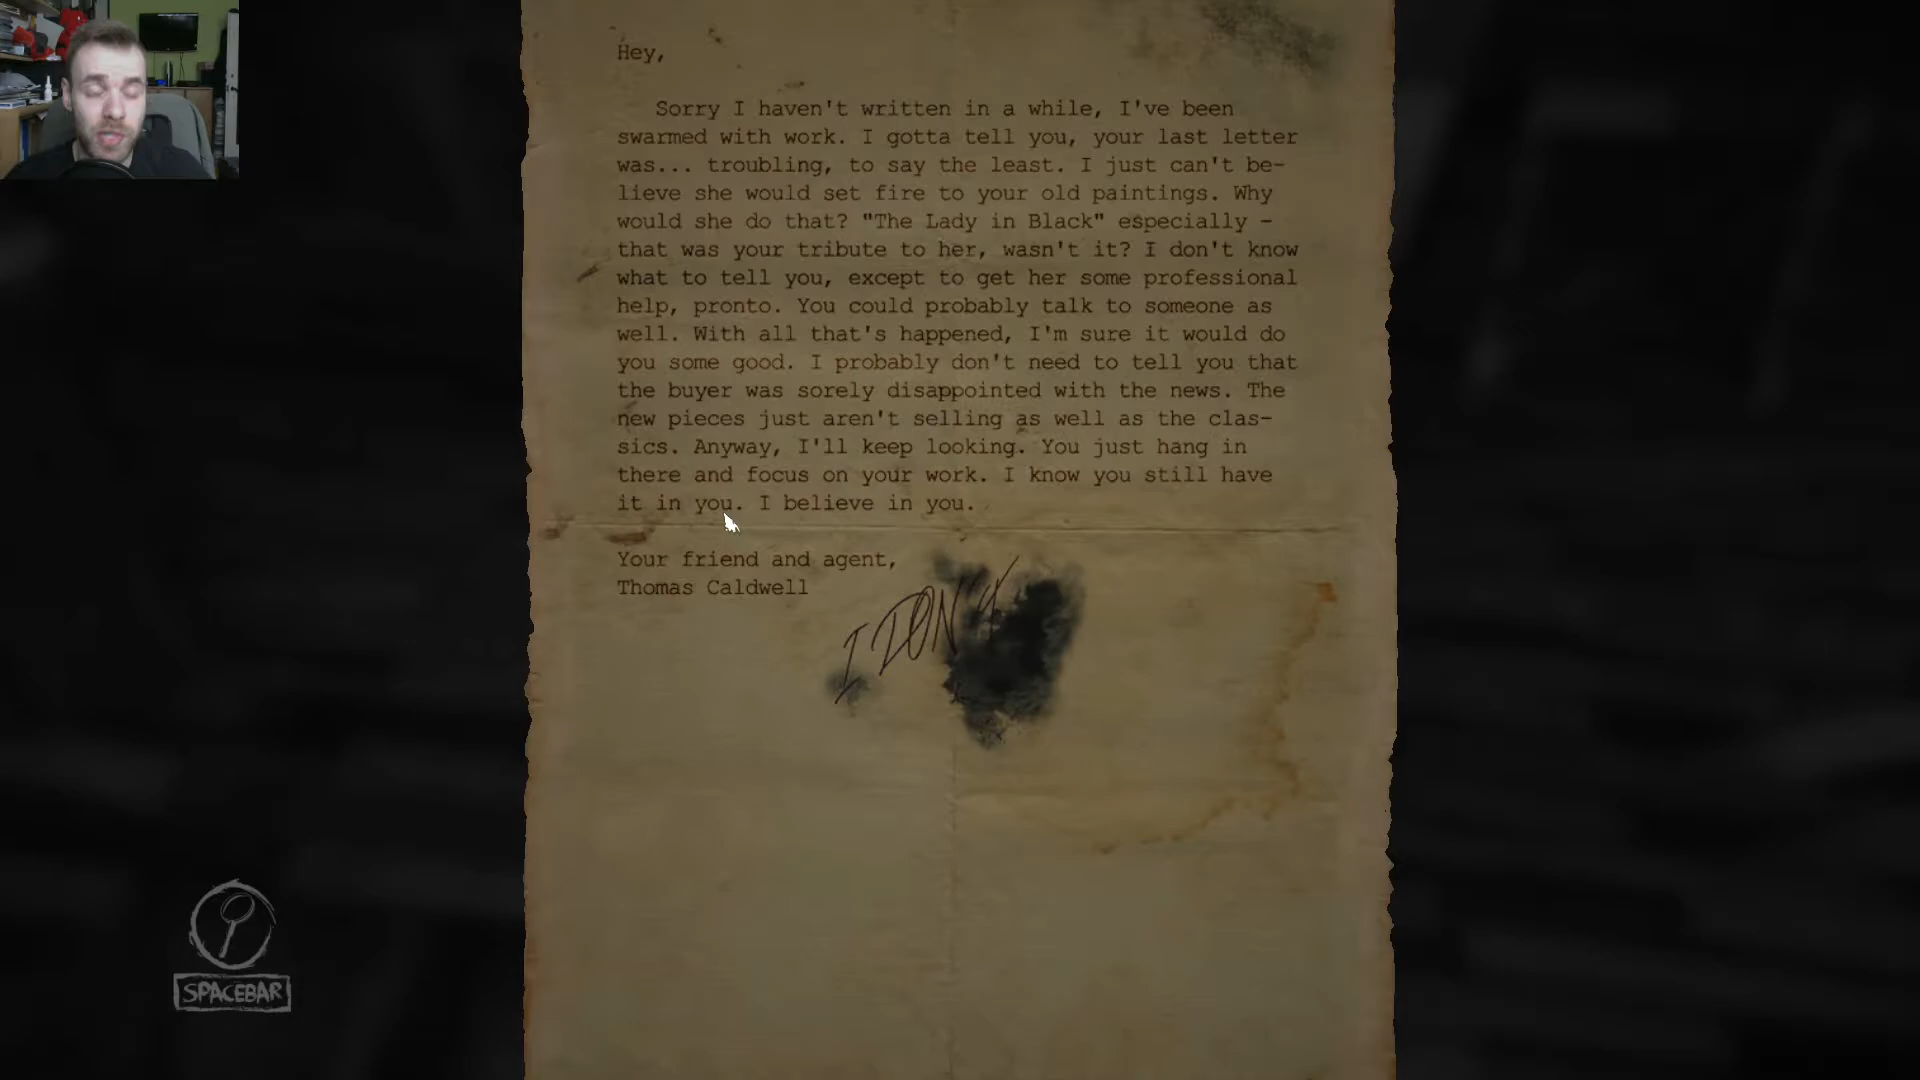 Hey,
Sorry I haven't written in a while, I've been
swarmed with work. I gotta tell you, your last letter
was... troubling, to say the least. I just can't be-
lieve she would set fire to your old paintings. Why
would she do that? "The Lady in Black" especially -
that was your tribute to her, wasn't it? I don't know
what to tell you, except to get her some professional
help, pronto. You could probably talk to someone as
well. With all that's happened, I'm sure it would do
you some good. I probably don't need to tell you that
the buyer was sorely disappointed with the news. The
new pieces just aren't selling as well as the clas-
sics. Anyway, I'll keep looking. You just hang in
there and focus on your work. I know you still have
it in you. I believe in you.
Your friend and agent,
Thomas Caldwell
I DON'T
SPACEBAR